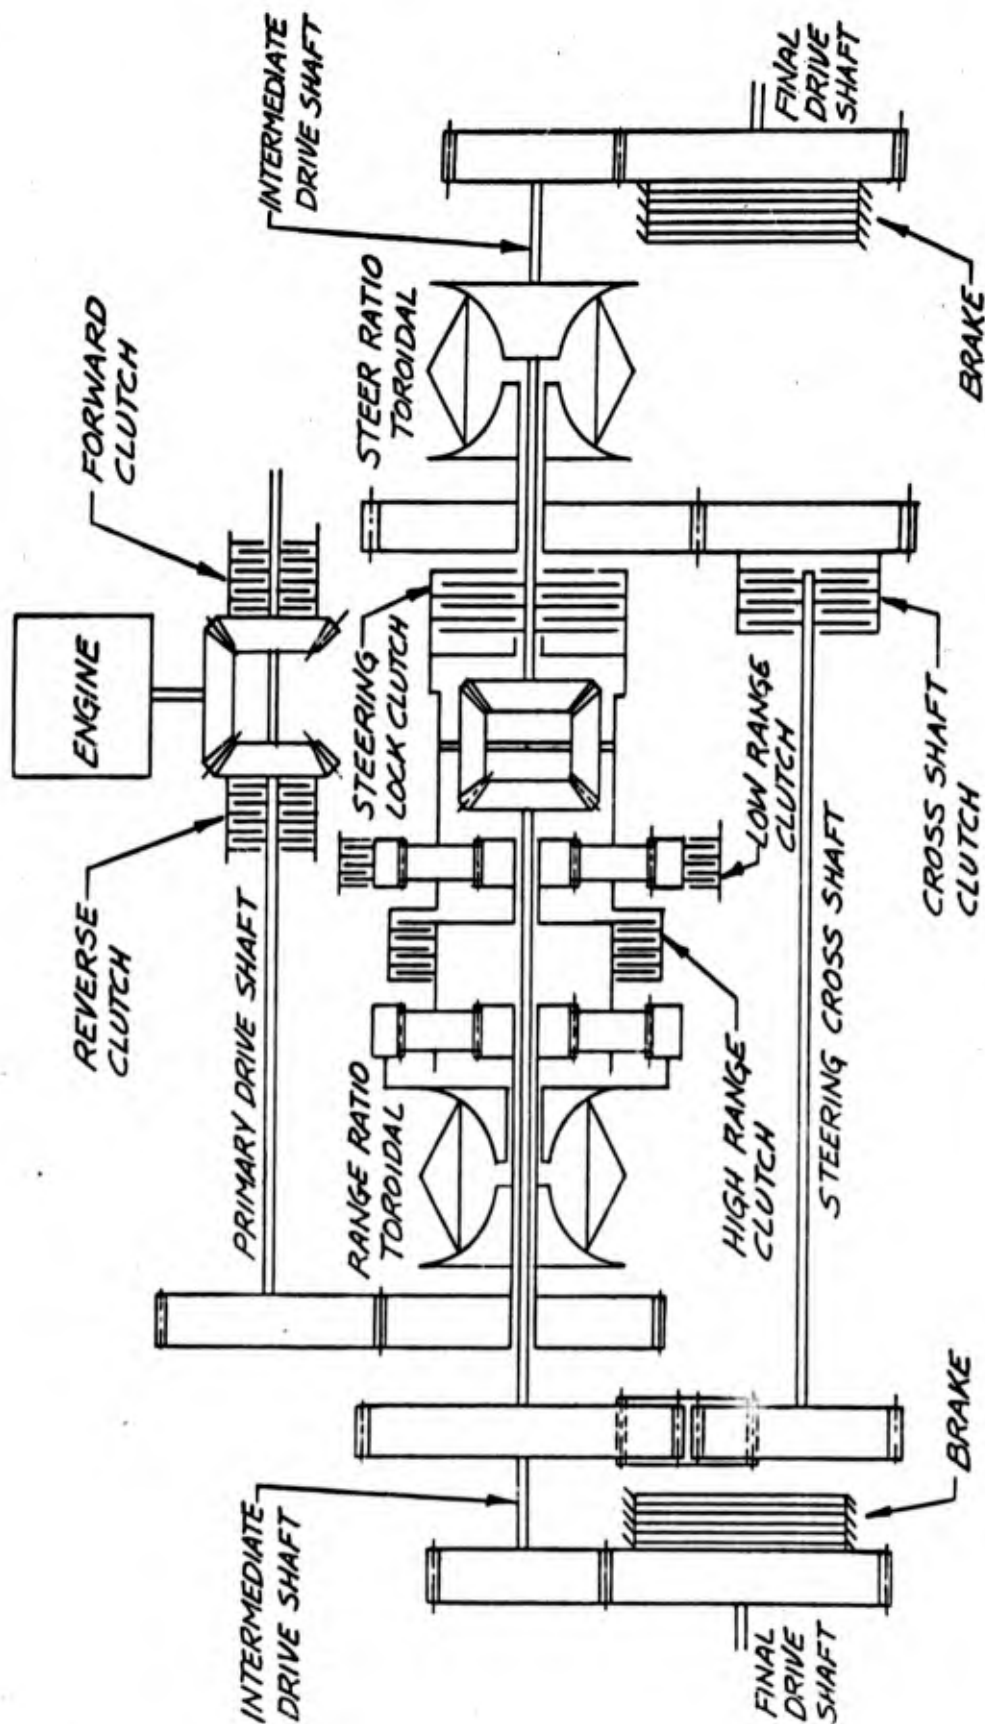 ENGINE
REVERSE
CLUTCH
FORWARD
CLUTCH
PRIMARY DRIVE SHAFT
INTERMEDIATE
DRIVE SHAFT
INTERMEDIATE
DRIVE SHAFT
RANGE RATIO
TOROIDAL
STEERING
LOCK CLUTCH
STEER RATIO
TOROIDAL
HIGH RANGE
CLUTCH
LOW RANGE
CLUTCH
FINAL
DRIVE
SHAFT
FINAL
DRIVE
SHAFT
STEERING CROSS SHAFT
CROSS SHAFT
CLUTCH
BRAKE
BRAKE